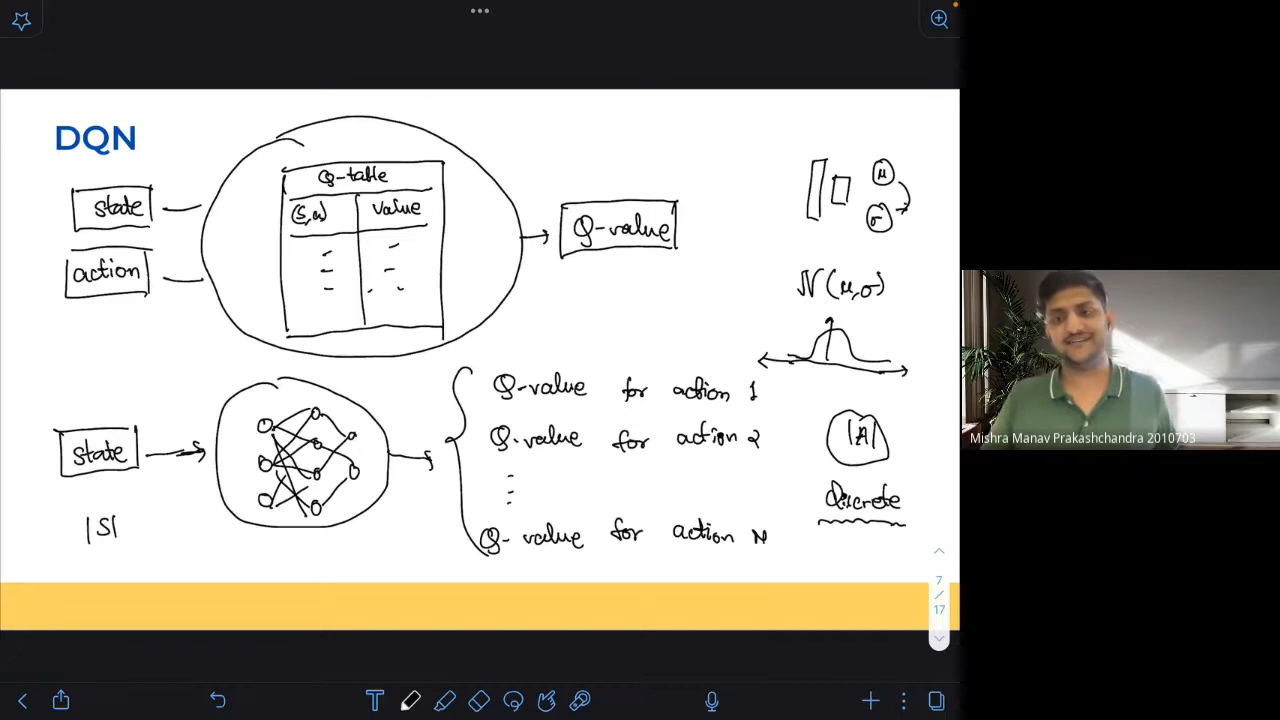 DQN
state
action
Q-table
(s,a) value
Q-value
μ
σ
N(μ,σ)
state
|S|
Q-value for action 1
Q-value for action 2
Q-value for action N
|A|
discrete
7
/
17
T
Mishra Manav Prakashchandra 2010703